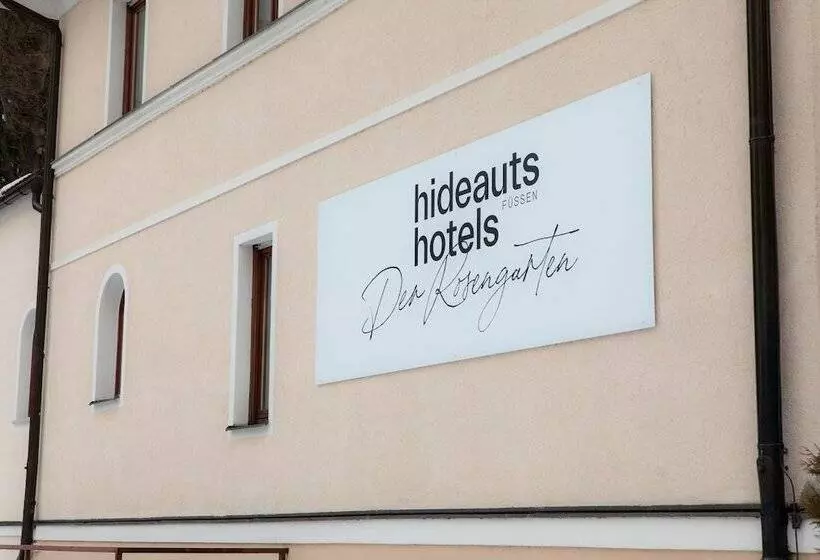 hideauts
FÜSSEN
hotels
Der Rosengarten